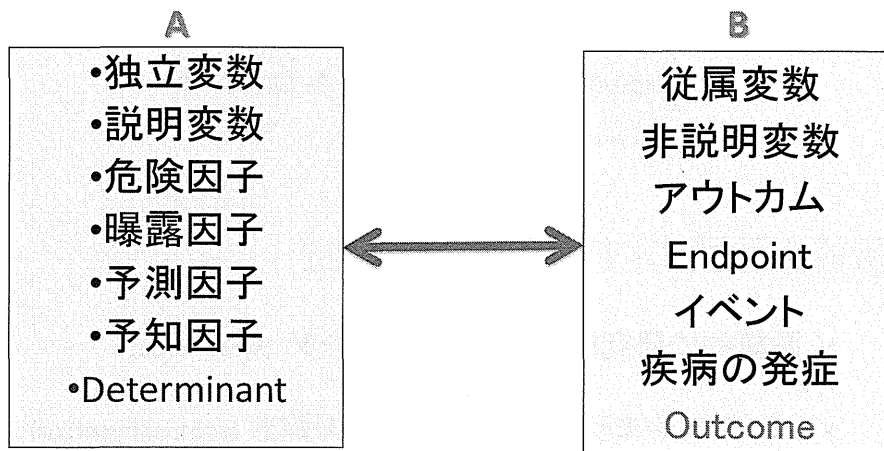 A
•独立変数
•説明変数
•危険因子
•曝露因子
•予測因子
•予知因子
•Determinant
B
従属変数
非説明変数
アウトカム
Endpoint
イベント
疾病の発症
Outcome